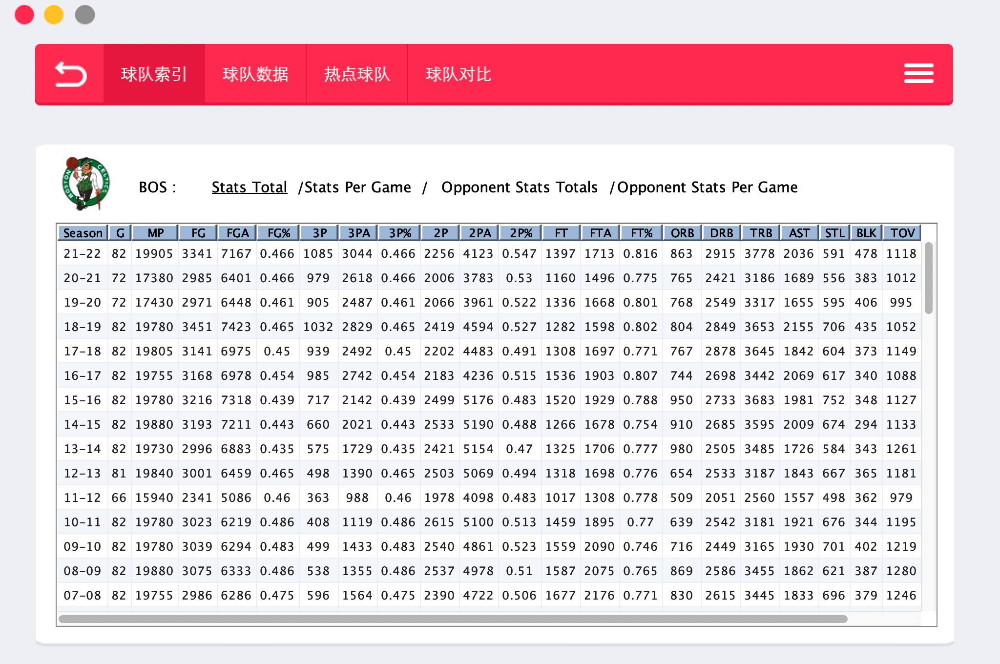 球队索引 球队数据 热点球队 球队对比
BOSTON CELTICS
BOS : Stats Total /Stats Per Game / Opponent Stats Totals /Opponent Stats Per Game
Season G MP FG FGA FG% 3P 3PA 3P% 2P 2PA 2P% FT FTA FT% ORB DRB TRB AST STL BLK TOV
21-22 82 19905 3341 7167 0.466 1085 3044 0.466 2256 4123 0.547 1397 1713 0.816 863 2915 3778 2036 591 478 1118
20-21 72 17380 2985 6401 0.466 979 2618 0.466 2006 3783 0.53 1160 1496 0.775 765 2421 3186 1689 556 383 1012
19-20 72 17430 2971 6448 0.461 905 2487 0.461 2066 3961 0.522 1336 1668 0.801 768 2549 3317 1655 595 406 995
18-19 82 19780 3451 7423 0.465 1032 2829 0.465 2419 4594 0.527 1282 1598 0.802 804 2849 3653 2155 706 435 1052
17-18 82 19805 3141 6975 0.45 939 2492 0.45 2202 4483 0.491 1308 1697 0.771 767 2878 3645 1842 604 373 1149
16-17 82 19755 3168 6978 0.454 985 2742 0.454 2183 4236 0.515 1536 1903 0.807 744 2698 3442 2069 617 340 1088
15-16 82 19780 3216 7318 0.439 717 2142 0.439 2499 5176 0.483 1520 1929 0.788 950 2733 3683 1981 752 348 1127
14-15 82 19880 3193 7211 0.443 660 2021 0.443 2533 5190 0.488 1266 1678 0.754 910 2685 3595 2009 674 294 1133
13-14 82 19730 2996 6883 0.435 575 1729 0.435 2421 5154 0.47 1325 1706 0.777 980 2505 3485 1726 584 343 1261
12-13 81 19840 3001 6459 0.465 498 1390 0.465 2503 5069 0.494 1318 1698 0.776 654 2533 3187 1843 667 365 1181
11-12 66 15940 2341 5086 0.46 363 988 0.46 1978 4098 0.483 1017 1308 0.778 509 2051 2560 1557 498 362 979
10-11 82 19780 3023 6219 0.486 408 1119 0.486 2615 5100 0.513 1459 1895 0.77 639 2542 3181 1921 676 344 1195
09-10 82 19780 3039 6294 0.483 499 1433 0.483 2540 4861 0.523 1559 2090 0.746 716 2449 3165 1930 701 402 1219
08-09 82 19880 3075 6333 0.486 538 1355 0.486 2537 4978 0.51 1587 2075 0.765 869 2586 3455 1862 621 387 1280
07-08 82 19755 2986 6286 0.475 596 1564 0.475 2390 4722 0.506 1677 2176 0.771 830 2615 3445 1833 696 379 1246